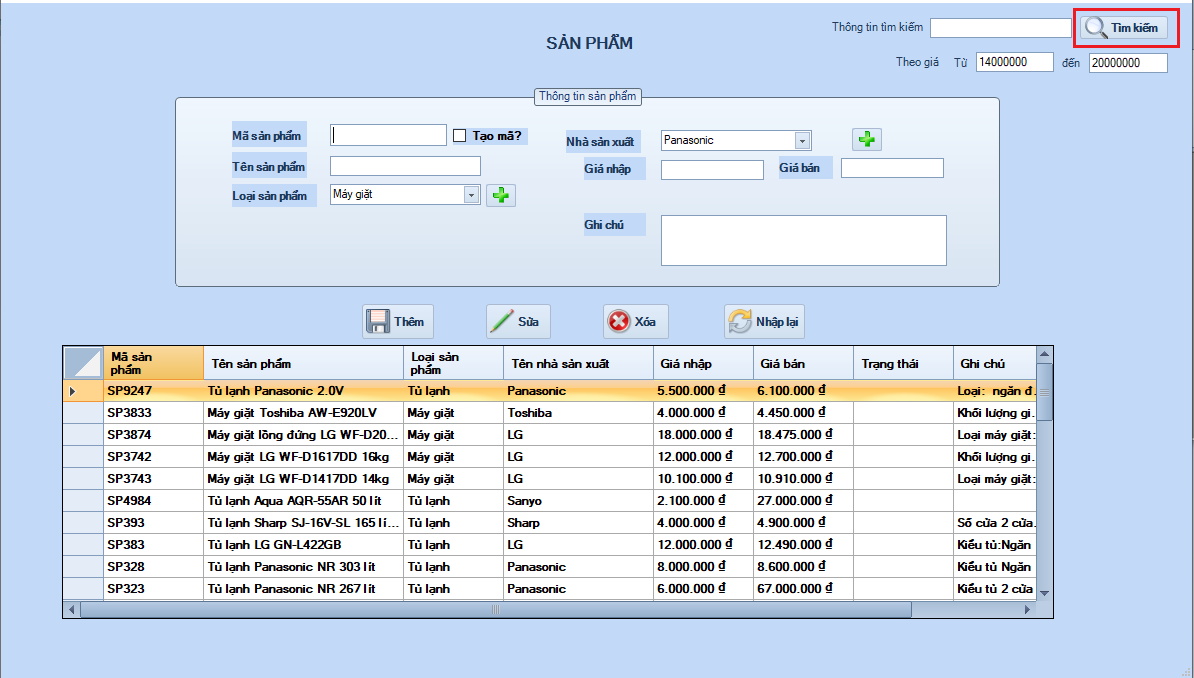 Thông tin tìm kiếm
Tìm kiếm
SẢN PHẨM
Theo giá Từ 14000000 đến 20000000
Thông tin sản phẩm
Mã sản phẩm
Tạo mã?
Nhà sản xuất Panasonic
Tên sản phẩm
Giá nhập
Giá bán
Loại sản phẩm Máy giặt
Ghi chú
Thêm Sửa Xóa Nhập lại
Mã sản phẩm Tên sản phẩm Loại sản phẩm Tên nhà sản xuất Giá nhập Giá bán Trạng thái Ghi chú
SP9247 Tủ lạnh Panasonic 2.0V Tủ lạnh Panasonic 5.500.000 ₫ 6.100.000 ₫ Loại: ngăn đ...
SP3833 Máy giặt Toshiba AW-E920LV Máy giặt Toshiba 4.000.000 ₫ 4.450.000 ₫ Khối lượng gi...
SP3874 Máy giặt lồng đứng LG WF-D20... Máy giặt LG 18.000.000 ₫ 18.475.000 ₫ Loại máy giặt:
SP3742 Máy giặt LG WF-D1617DD 16kg Máy giặt LG 12.000.000 ₫ 12.700.000 ₫ Khối lượng gi...
SP3743 Máy giặt LG WF-D1417DD 14kg Máy giặt LG 10.100.000 ₫ 10.910.000 ₫ Loại máy giặt:
SP4984 Tủ lạnh Aqua AQR-55AR 50 lít Tủ lạnh Sanyo 2.100.000 ₫ 27.000.000 ₫
SP393 Tủ lạnh Sharp SJ-16V-SL 165 lí... Tủ lạnh Sharp 4.000.000 ₫ 4.900.000 ₫ Số cửa 2 cửa.
SP383 Tủ lạnh LG GN-L422GB Tủ lạnh LG 12.000.000 ₫ 12.490.000 ₫ Kiểu tủ:Ngăn
SP328 Tủ lạnh Panasonic NR 303 lít Tủ lạnh Panasonic 8.000.000 ₫ 8.600.000 ₫ Kiểu tủ Ngăn
SP323 Tủ lạnh Panasonic NR 267 lít Tủ lạnh Panasonic 6.000.000 ₫ 67.000.000 ₫ Kiểu tủ 2 cửa